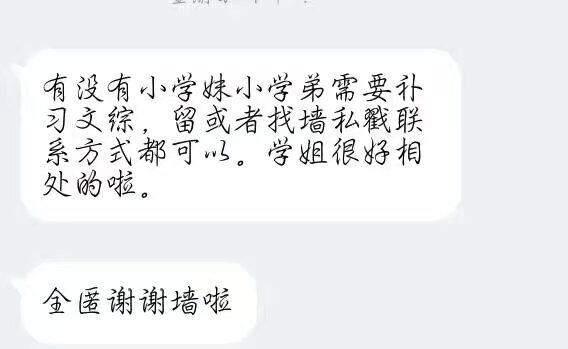 有没有小学妹小学弟需要补
习文综，留或者找墙私戳联
系方式都可以。学姐很好相
处的啦。
全匿谢谢墙啦